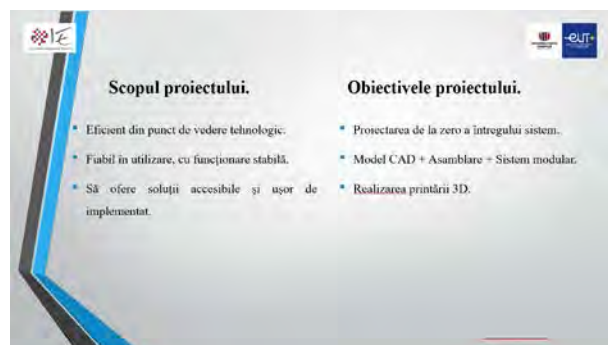 IE
EUT+
Scopul proiectului.
Eficient din punct de vedere tehnologic.
Fiabil în utilizare, cu funcționare stabilă.
Să ofere soluții accesibile și ușor de
implementat.
Obiectivele proiectului.
Proiectarea de la zero a întregului sistem.
Model CAD + Asamblare + Sistem modular.
Realizarea printării 3D.